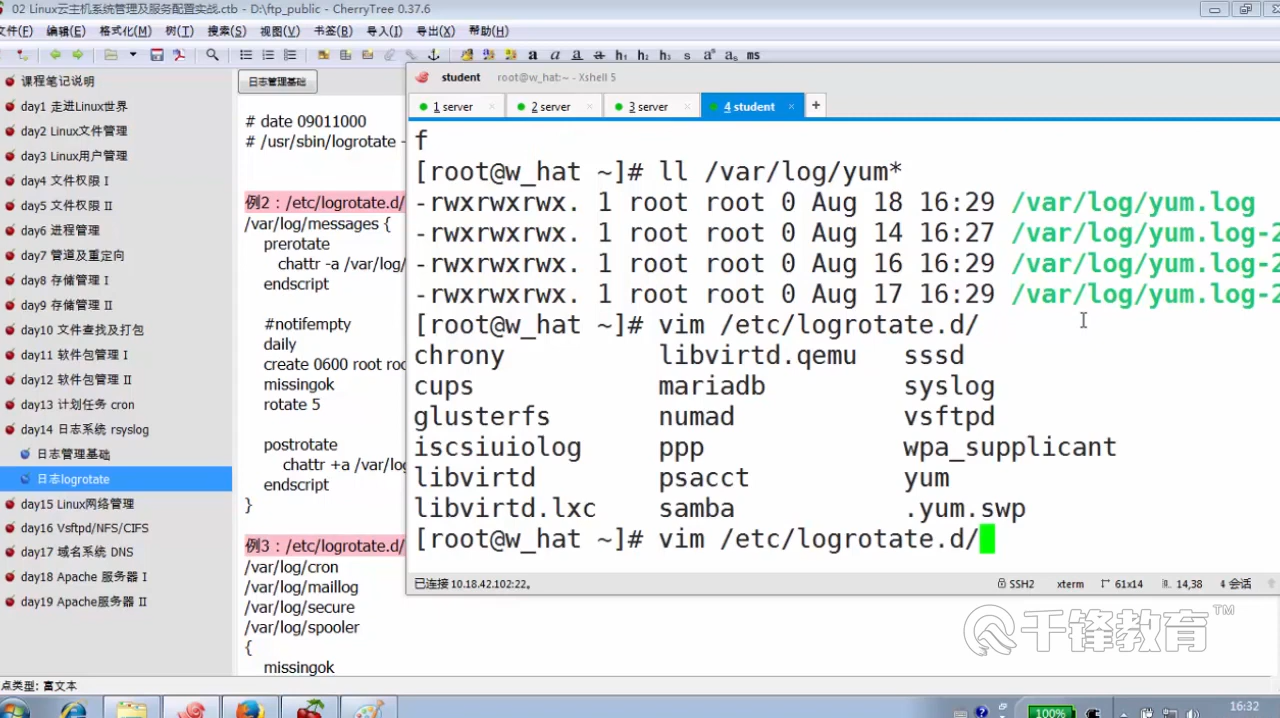 02 Linux云主机系统管理及服务配置实战.ctb - D:\ftp_public - CherryTree 0.37.6
文件(F) 编辑(E) 格式化(M) 树(T) 搜索(S) 视图(V) 书签(B) 导入(I) 导出(X) 帮助(H)
a a a a h₁ h₂ h₃ s aˢ aₛ ms
课程笔记说明
day1 走进Linux世界
day2 Linux文件管理
day3 Linux用户管理
day4 文件权限 I
day5 文件权限 II
day6 进程管理
day7 管道及重定向
day8 存储管理 I
day9 存储管理 II
day10 文件查找及打包
day11 软件包管理 I
day12 软件包管理 II
day13 计划任务 cron
day14 日志系统 rsyslog
日志管理基础
日志logrotate
day15 Linux网络管理
day16 Vsftpd/NFS/CIFS
day17 域名系统 DNS
day18 Apache 服务器 I
day19 Apache服务器 II
点类型: 富文本
日志管理基础
# date 09011000
# /usr/sbin/logrotate -
例2：/etc/logrotate.d/
/var/log/messages {
prerotate
chattr -a /var/log/
endscript
#notifempty
daily
create 0600 root roo
missingok
rotate 5
postrotate
chattr +a /var/log
endscript
}
例3：/etc/logrotate.d/
/var/log/cron
/var/log/maillog
/var/log/secure
/var/log/spooler
{
missingok
student root@w_hat:~ - Xshell 5
1 server × 2 server × 3 server × 4 student × +
f
[root@w_hat ~]# ll /var/log/yum*
-rwxrwxrwx. 1 root root 0 Aug 18 16:29 /var/log/yum.log
-rwxrwxrwx. 1 root root 0 Aug 14 16:27 /var/log/yum.log-2
-rwxrwxrwx. 1 root root 0 Aug 16 16:29 /var/log/yum.log-2
-rwxrwxrwx. 1 root root 0 Aug 17 16:29 /var/log/yum.log-2
[root@w_hat ~]# vim /etc/logrotate.d/
chrony libvirtd.qemu sssd
cups mariadb syslog
glusterfs numad vsftpd
iscsiuiolog ppp wpa_supplicant
libvirtd psacct yum
libvirtd.lxc samba .yum.swp
[root@w_hat ~]# vim /etc/logrotate.d/
已连接 10.18.42.102:22。 SSH2 xterm 61x14 14,38 4 会话
千锋教育™
100% 16:32